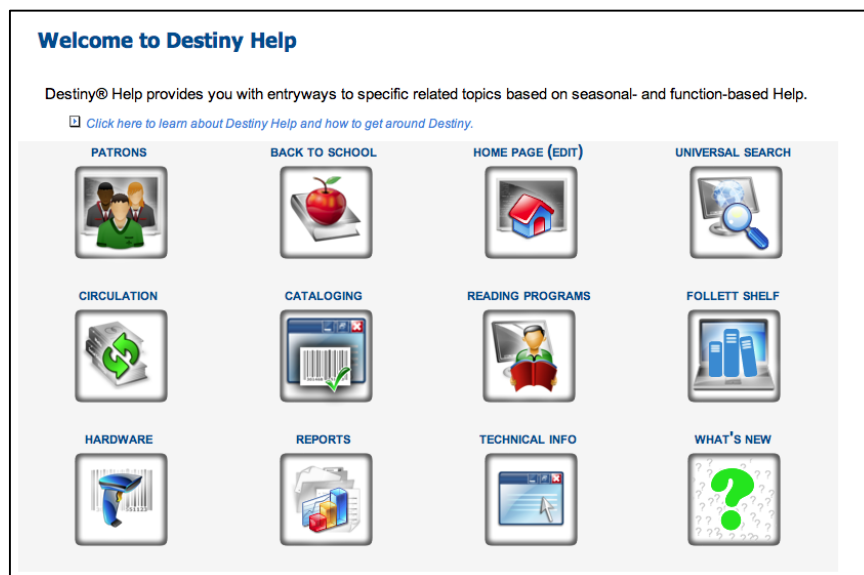 Welcome to Destiny Help
Destiny® Help provides you with entryways to specific related topics based on seasonal- and function-based Help.
Click here to learn about Destiny Help and how to get around Destiny.
PATRONS
BACK TO SCHOOL
HOME PAGE (EDIT)
UNIVERSAL SEARCH
CIRCULATION
CATALOGING
READING PROGRAMS
FOLLETT SHELF
HARDWARE
REPORTS
TECHNICAL INFO
WHAT'S NEW